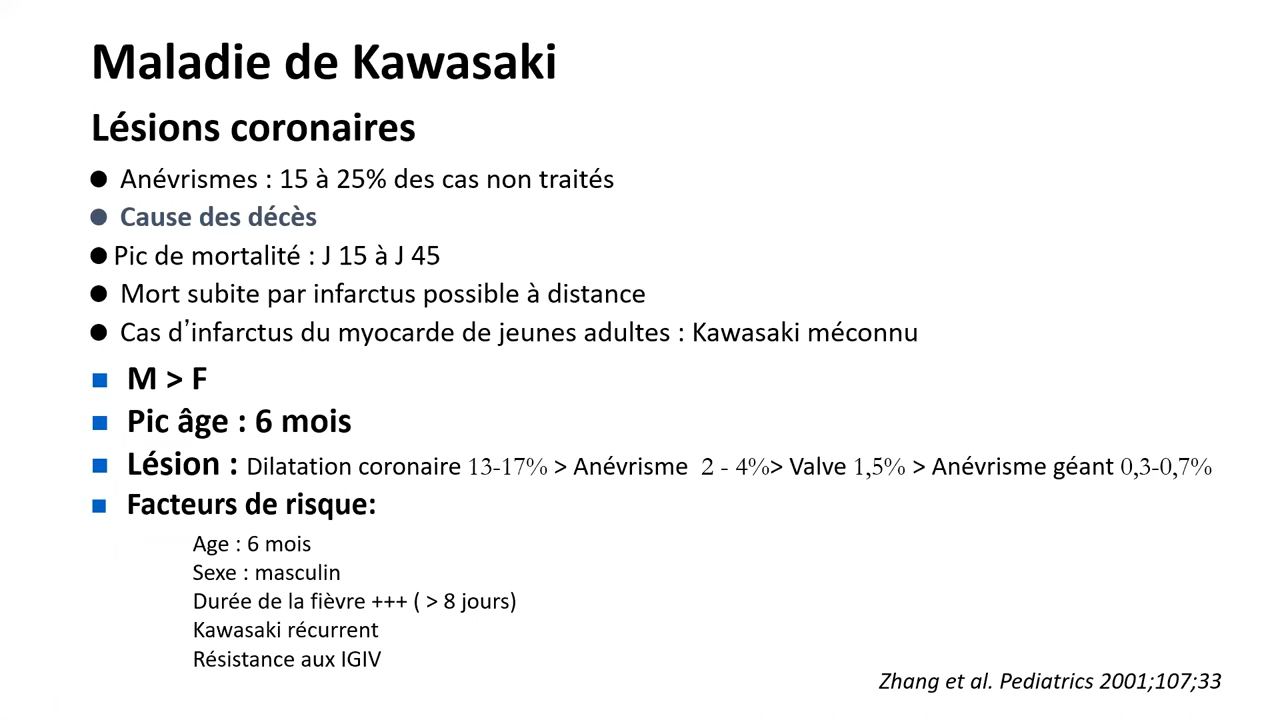 Maladie de Kawasaki
Lésions coronaires
● Anévrismes : 15 à 25% des cas non traités
● Cause des décès
● Pic de mortalité : J 15 à J 45
● Mort subite par infarctus possible à distance
● Cas d’infarctus du myocarde de jeunes adultes : Kawasaki méconnu
■ M > F
■ Pic âge : 6 mois
■ Lésion : Dilatation coronaire 13-17% > Anévrisme 2 - 4%> Valve 1,5% > Anévrisme géant 0,3-0,7%
■ Facteurs de risque:
Age : 6 mois
Sexe : masculin
Durée de la fièvre +++ ( > 8 jours)
Kawasaki récurrent
Résistance aux IGIV
Zhang et al. Pediatrics 2001;107;33